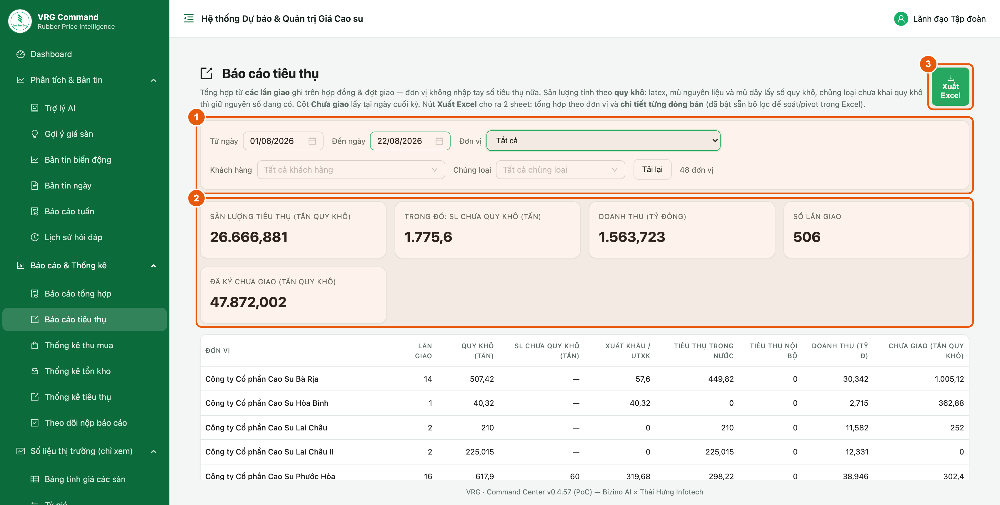 VRG Command
Rubber Price Intelligence
Dashboard
Phân tích & Bản tin
Trợ lý AI
Gợi ý giá sàn
Bản tin biến động
Bản tin ngày
Báo cáo tuần
Lịch sử hỏi đáp
Báo cáo & Thống kê
Báo cáo tổng hợp
Báo cáo tiêu thụ
Thống kê thu mua
Thống kê tồn kho
Thống kê tiêu thụ
Theo dõi nộp báo cáo
Số liệu thị trường (chỉ xem)
Bảng tính giá các sàn
Tỷ giá
Hệ thống Dự báo & Quản trị Giá Cao su
Lãnh đạo Tập đoàn
Báo cáo tiêu thụ
Tổng hợp từ các lần giao ghi trên hợp đồng & đợt giao — đơn vị không nhập tay số tiêu thụ nữa. Sản lượng tính theo quy khô: latex, mủ nguyên liệu và mủ dây lấy số quy khô, chủng loại chưa khai quy khô
thì giữ nguyên số đang có. Cột Chưa giao lấy tại ngày cuối kỳ. Nút Xuất Excel cho ra 2 sheet: tổng hợp theo đơn vị và chi tiết từng dòng bán (đã bật sẵn bộ lọc để soát/pivot trong Excel).
3
Xuất
Excel
1
Từ ngày 01/08/2026 Đến ngày 22/08/2026 Đơn vị Tất cả
Khách hàng Tất cả khách hàng Chủng loại Tất cả chủng loại Tải lại 48 đơn vị
2
SẢN LƯỢNG TIÊU THỤ (TẤN QUY KHÔ) TRONG ĐÓ: SL CHƯA QUY KHÔ (TẤN) DOANH THU (TỶ ĐỒNG) SỐ LẦN GIAO
26.666,881 1.775,6 1.563,723 506
ĐÃ KÝ CHƯA GIAO (TẤN QUY KHÔ)
47.872,002
ĐƠN VỊ LẦN GIAO QUY KHÔ (TẤN) SL CHƯA QUY KHÔ (TẤN) XUẤT KHẨU / UTXK TIÊU THỤ TRONG NƯỚC TIÊU THỤ NỘI BỘ DOANH THU (TỶ Đ) CHƯA GIAO (TẤN QUY KHÔ)
Công ty Cổ phần Cao Su Bà Rịa 14 507,42 — 57,6 449,82 0 30,342 1.005,12
Công ty Cổ phần Cao Su Hòa Bình 1 40,32 — 40,32 0 0 2,715 362,88
Công ty Cổ phần Cao Su Lai Châu 2 210 — 0 210 0 11,582 252
Công ty Cổ phần Cao Su Lai Châu II 2 225,015 — 0 225,015 0 12,331 0
Công ty Cổ phần Cao Su Phước Hòa 16 617,9 60 319,68 298,22 0 38,946 302,4
VRG · Command Center v0.4.57 (PoC) — Bizino AI × Thái Hưng Infotech